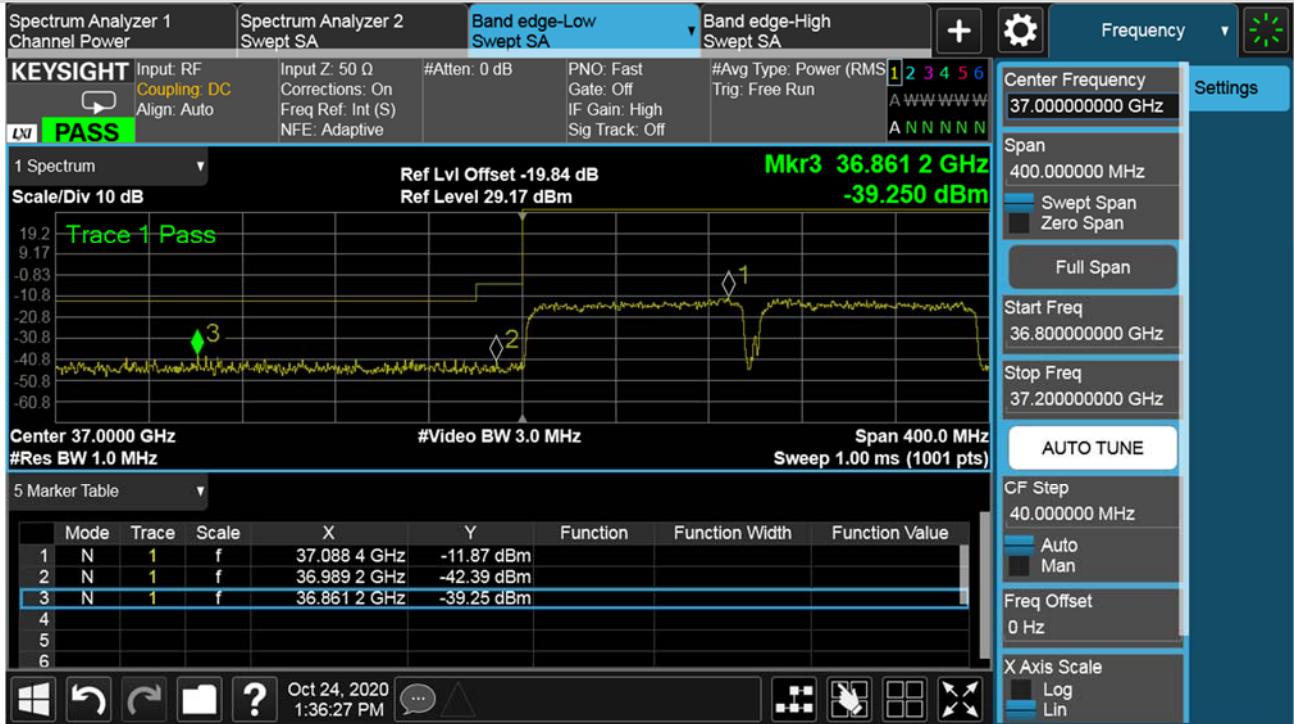 Spectrum Analyzer 1
Channel Power
Spectrum Analyzer 2
Swept SA
Band edge-Low
Swept SA
Band edge-High
Swept SA
+
Frequency
KEYSIGHT
LXI PASS
Input: RF
Coupling: DC
Align: Auto
Input Z: 50 Ω
Corrections: On
Freq Ref: Int (S)
NFE: Adaptive
#Atten: 0 dB
PNO: Fast
Gate: Off
IF Gain: High
Sig Track: Off
#Avg Type: Power (RMS
Trig: Free Run
1 2 3 4 5 6
A W W W W W
A N N N N N
1 Spectrum
Scale/Div 10 dB
Ref Lvl Offset -19.84 dB
Ref Level 29.17 dBm
Mkr3 36.861 2 GHz
-39.250 dBm
Trace 1 Pass
19.2
9.17
-0.83
-10.8
-20.8
-30.8
-40.8
-50.8
-60.8
1
2
3
Center 37.0000 GHz
#Video BW 3.0 MHz
Span 400.0 MHz
#Res BW 1.0 MHz
Sweep 1.00 ms (1001 pts)
5 Marker Table
Mode Trace Scale X Y Function Function Width Function Value
1 N 1 f 37.088 4 GHz -11.87 dBm
2 N 1 f 36.989 2 GHz -42.39 dBm
3 N 1 f 36.861 2 GHz -39.25 dBm
4
5
6
?
Oct 24, 2020
1:36:27 PM
Settings
Center Frequency
37.000000000 GHz
Span
400.000000 MHz
Swept Span
Zero Span
Full Span
Start Freq
36.800000000 GHz
Stop Freq
37.200000000 GHz
AUTO TUNE
CF Step
40.000000 MHz
Auto
Man
Freq Offset
0 Hz
X Axis Scale
Log
Lin